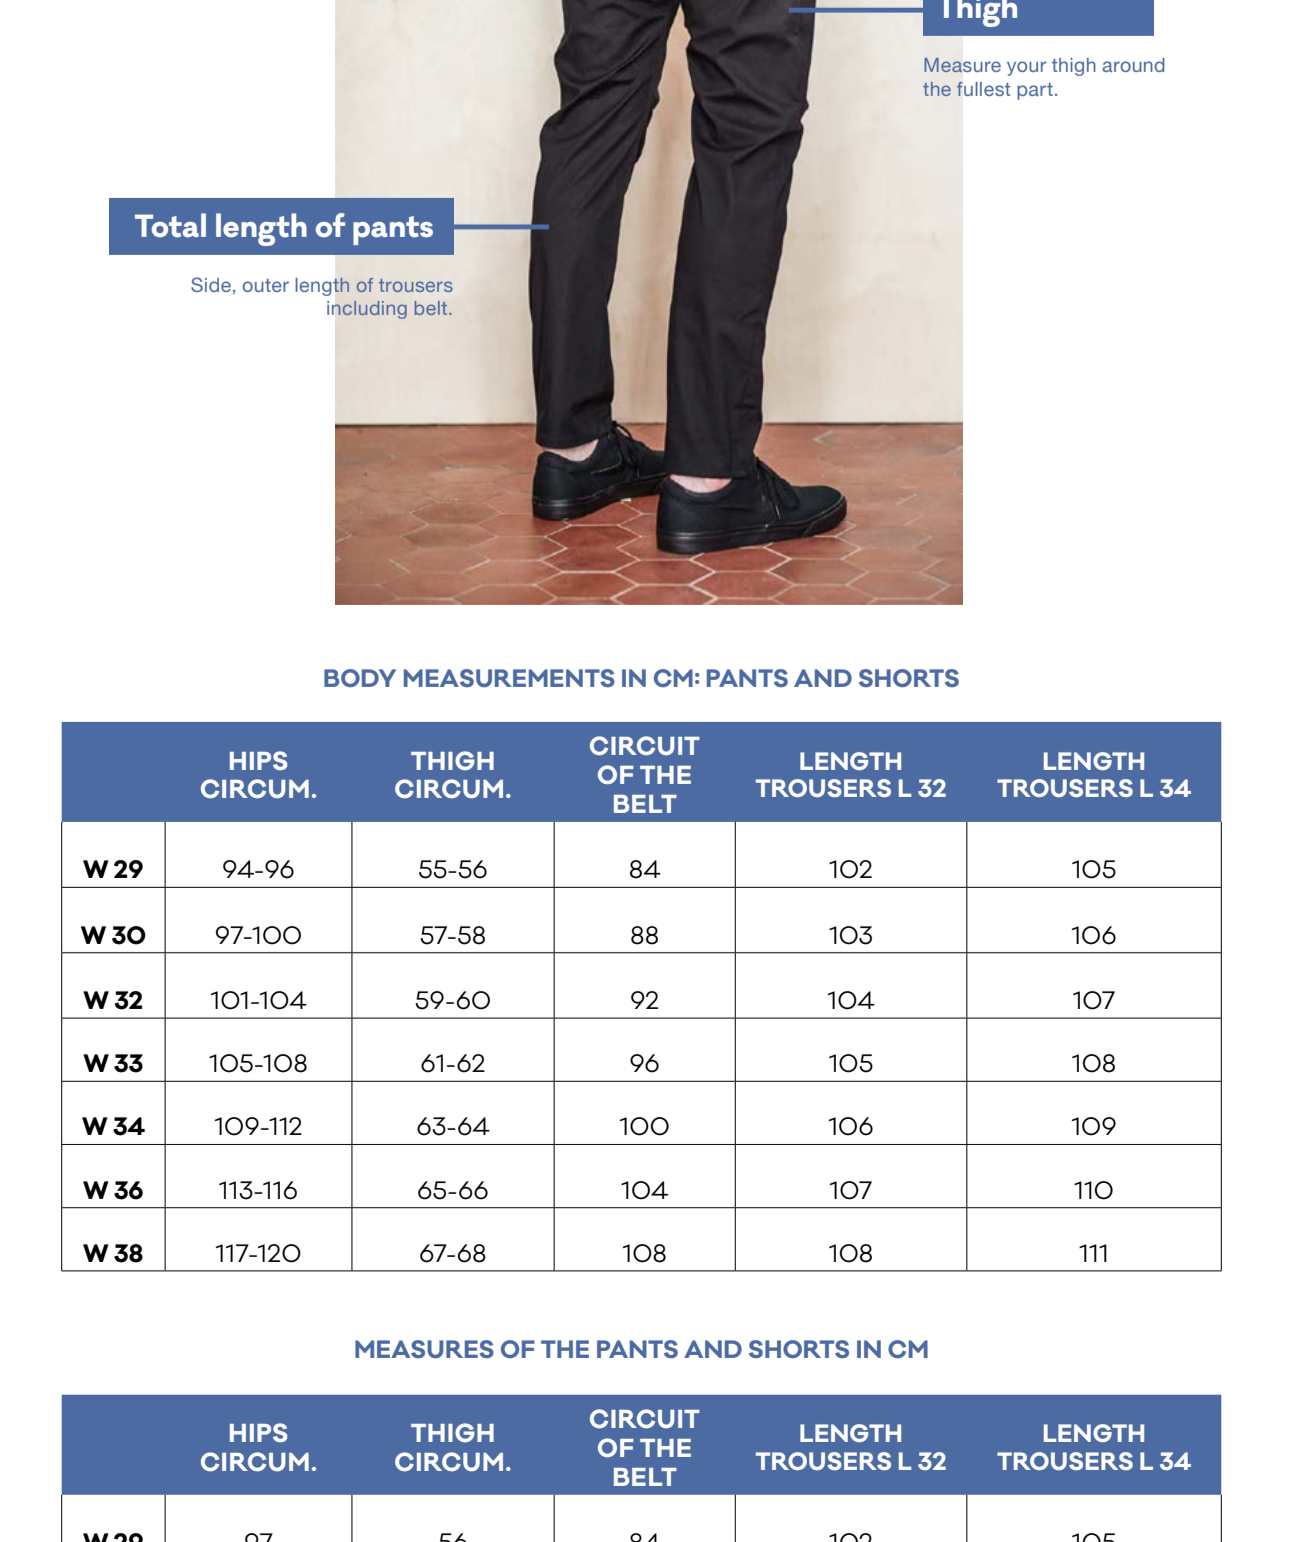 Thigh
Measure your thigh around
the fullest part.
Total length of pants
Side, outer length of trousers
including belt.
BODY MEASUREMENTS IN CM: PANTS AND SHORTS
HIPS CIRCUM. THIGH CIRCUM. CIRCUIT OF THE BELT LENGTH TROUSERS L 32 LENGTH TROUSERS L 34
W 29 94-96 55-56 84 102 105
W 30 97-100 57-58 88 103 106
W 32 101-104 59-60 92 104 107
W 33 105-108 61-62 96 105 108
W 34 109-112 63-64 100 106 109
W 36 113-116 65-66 104 107 110
W 38 117-120 67-68 108 108 111
MEASURES OF THE PANTS AND SHORTS IN CM
HIPS CIRCUM. THIGH CIRCUM. CIRCUIT OF THE BELT LENGTH TROUSERS L 32 LENGTH TROUSERS L 34
W 29 97 56 84 102 105